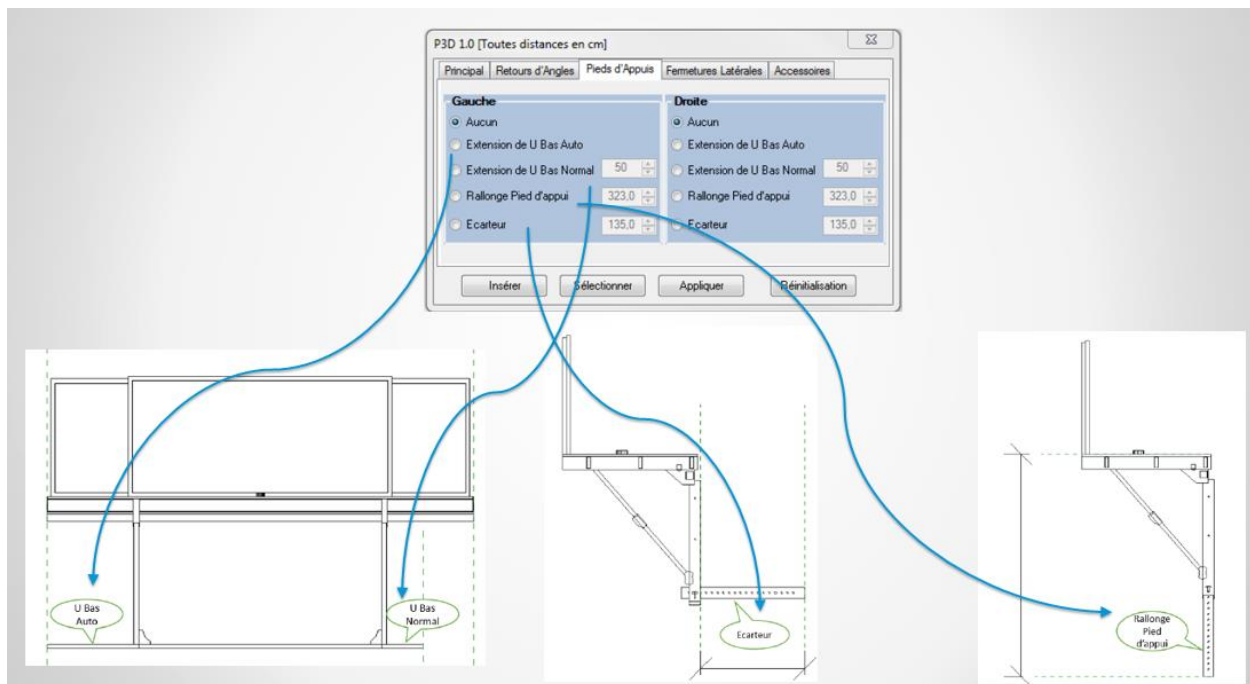 P3D 1.0 [Toutes distances en cm]
Principal Retours d'Angles Pieds d'Appuis Fermetures Latérales Accessoires
Gauche
Aucun
Extension de U Bas Auto
Extension de U Bas Normal 50
Rallonge Pied d'appui 323,0
Ecarteur 135,0
Droite
Aucun
Extension de U Bas Auto
Extension de U Bas Normal 50
Rallonge Pied d'appui 323,0
Ecarteur 135,0
Insérer Sélectionner Appliquer Réinitialisation
U Bas
Auto
U Bas
Normal
Ecarteur
Rallonge
Pied
d'appui